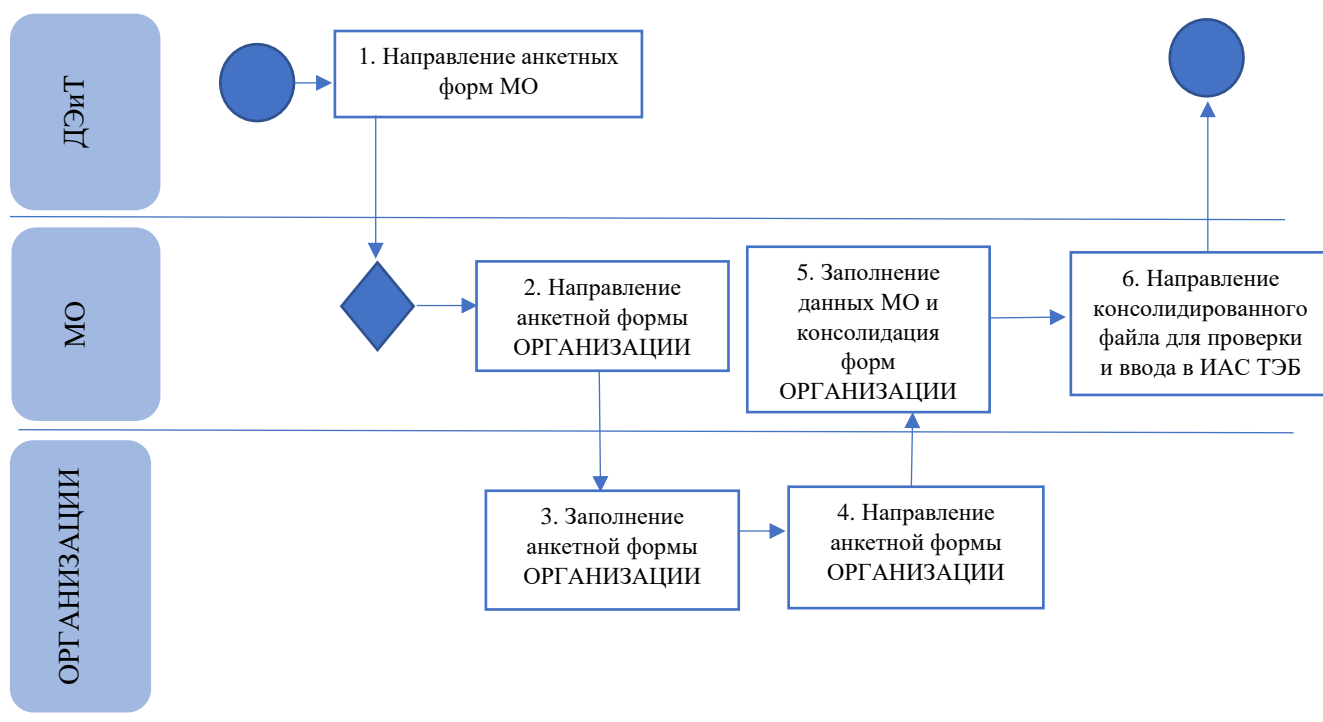 ДЭиТ
1. Направление анкетных
форм МО
МО
2. Направление
анкетной формы
ОРГАНИЗАЦИИ
5. Заполнение
данных МО и
консолидация
форм
ОРГАНИЗАЦИИ
6. Направление
консолидированного
файла для проверки
и ввода в ИАС ТЭБ
ОРГАНИЗАЦИИ
3. Заполнение
анкетной формы
ОРГАНИЗАЦИИ
4. Направление
анкетной формы
ОРГАНИЗАЦИИ